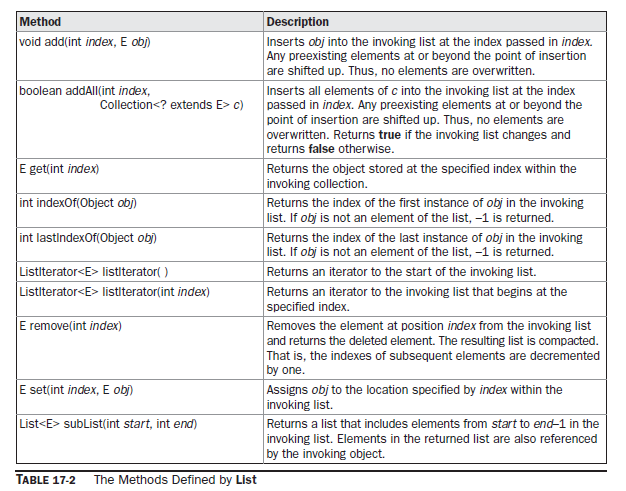 Method Description
void add(int index, E obj) Inserts obj into the invoking list at the index passed in index.
Any preexisting elements at or beyond the point of insertion
are shifted up. Thus, no elements are overwritten.
boolean addAll(int index, Inserts all elements of c into the invoking list at the index
Collection<? extends E> c) passed in index. Any preexisting elements at or beyond the
point of insertion are shifted up. Thus, no elements are
overwritten. Returns true if the invoking list changes and
returns false otherwise.
E get(int index) Returns the object stored at the specified index within the
invoking collection.
int indexOf(Object obj) Returns the index of the first instance of obj in the invoking
list. If obj is not an element of the list, –1 is returned.
int lastIndexOf(Object obj) Returns the index of the last instance of obj in the invoking
list. If obj is not an element of the list, –1 is returned.
ListIterator<E> listIterator( ) Returns an iterator to the start of the invoking list.
ListIterator<E> listIterator(int index) Returns an iterator to the invoking list that begins at the
specified index.
E remove(int index) Removes the element at position index from the invoking list
and returns the deleted element. The resulting list is compacted.
That is, the indexes of subsequent elements are decremented
by one.
E set(int index, E obj) Assigns obj to the location specified by index within the
invoking list.
List<E> subList(int start, int end) Returns a list that includes elements from start to end–1 in the
invoking list. Elements in the returned list are also referenced
by the invoking object.
TABLE 17-2 The Methods Defined by List